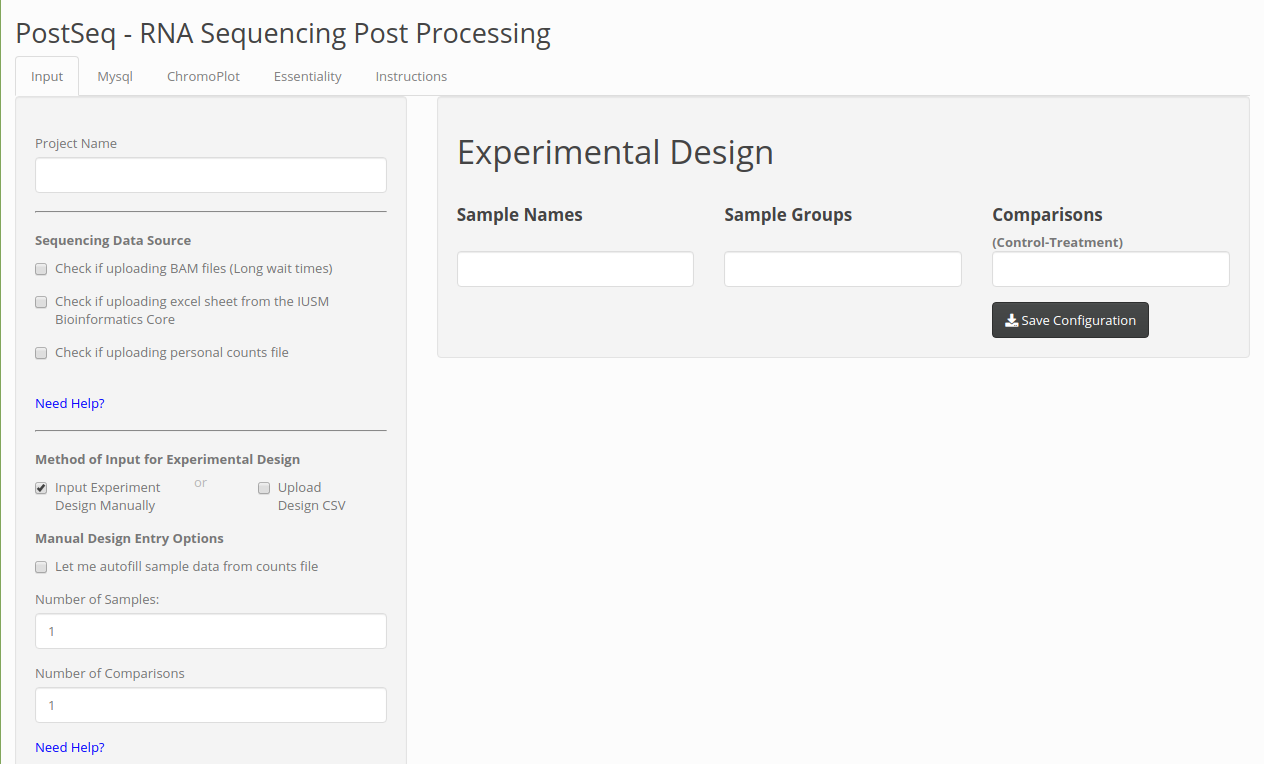 PostSeq - RNA Sequencing Post Processing
Input
Mysql
ChromoPlot
Essentiality
Instructions
Project Name
Sequencing Data Source
Check if uploading BAM files (Long wait times)
Check if uploading excel sheet from the IUSM
Bioinformatics Core
Check if uploading personal counts file
Need Help?
Method of Input for Experimental Design
Input Experiment
Design Manually
or
Upload
Design CSV
Manual Design Entry Options
Let me autofill sample data from counts file
Number of Samples:
1
Number of Comparisons
1
Need Help?
Experimental Design
Sample Names
Sample Groups
Comparisons
(Control-Treatment)
Save Configuration